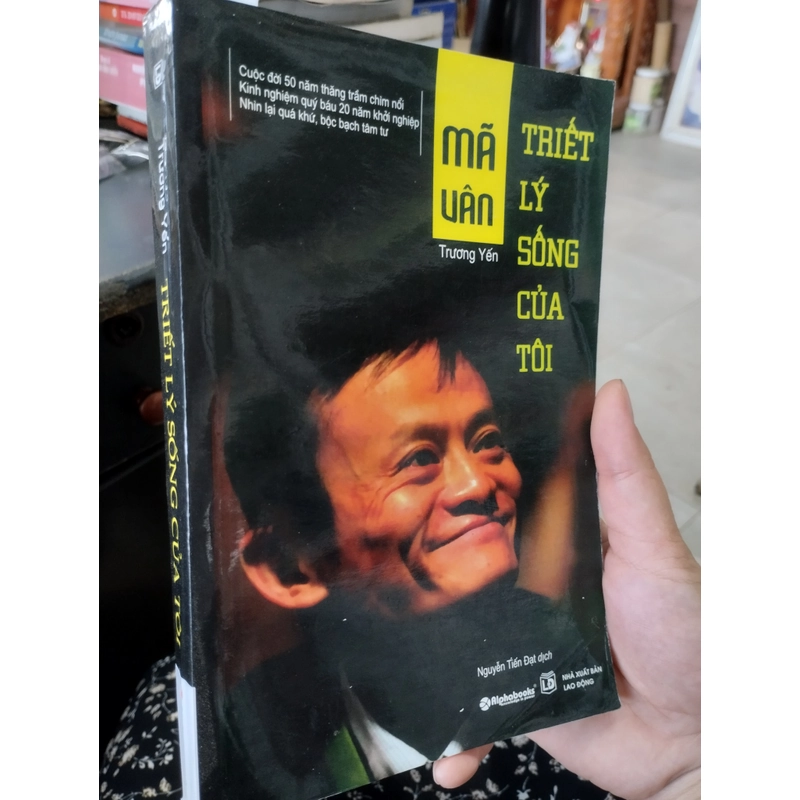 Cuộc đời 50 năm thăng trầm chìm nổi
Kinh nghiệm quý báu 20 năm khởi nghiệp
Nhìn lại quá khứ, bộc bạch tâm tư
MÃ
VÂN
Trương Yến
TRIẾT
LÝ
SỐNG
CỦA
TÔI
Nguyễn Tiến Đạt dịch
Alphabooks
LĐ
NHÀ XUẤT BẢN
LAO ĐỘNG
Trương Yến TRIẾT LÝ SỐNG CỦA TÔI